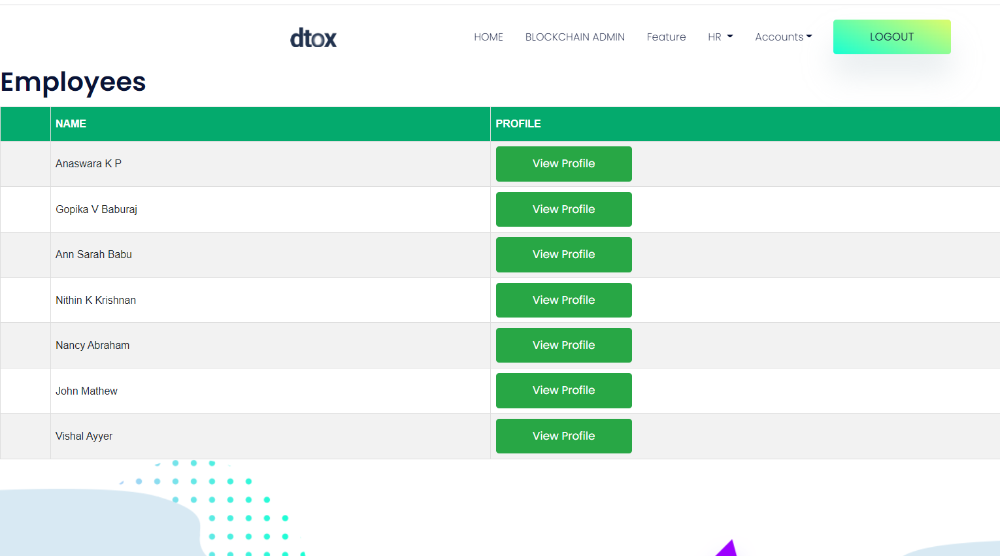 dtox
HOME BLOCKCHAIN ADMIN Feature HR Accounts LOGOUT
Employees
NAME PROFILE
Anaswara K P View Profile
Gopika V Baburaj View Profile
Ann Sarah Babu View Profile
Nithin K Krishnan View Profile
Nancy Abraham View Profile
John Mathew View Profile
Vishal Ayyer View Profile